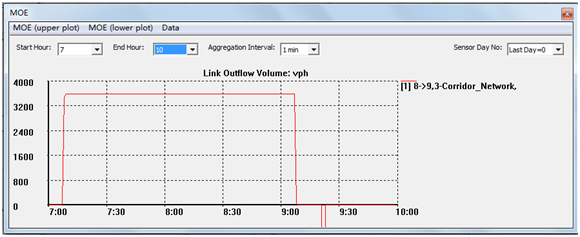 MOE
MOE (upper plot) MOE (lower plot) Data
Start Hour: 7 End Hour: 10 Aggregation Interval: 1 min Sensor Day No: Last Day=0
Link Outflow Volume: vph
[1] 8->9,3-Corridor_Network,
4000
3200
2400
1600
800
0
7:00 7:30 8:00 8:30 9:00 9:30 10:00